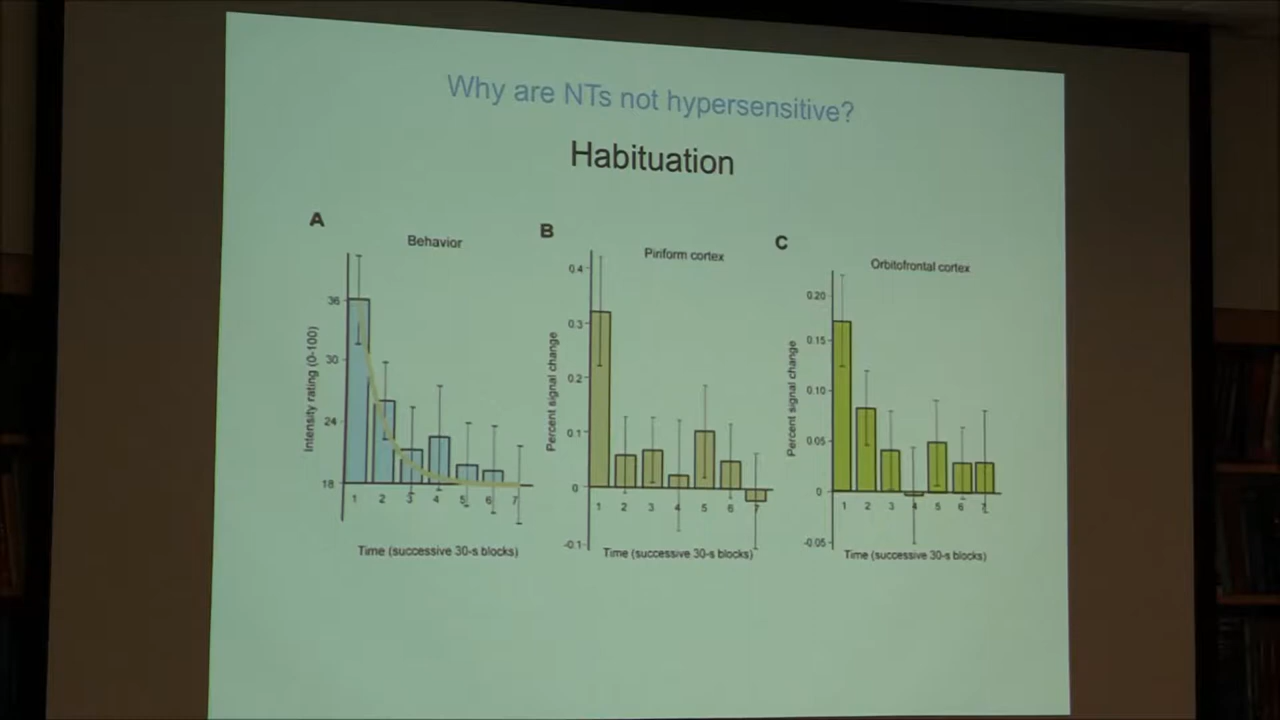 Why are NTs not hypersensitive?
Habituation
A
Behavior
Intensity rating (0-100)
36
30
24
18
1 2 3 4 5 6 7
Time (successive 30-s blocks)
B
Piriform cortex
Percent signal change
0.4
0.3
0.2
0.1
0
-0.1
1 2 3 4 5 6 7
Time (successive 30-s blocks)
C
Orbitofrontal cortex
Percent signal change
0.20
0.15
0.10
0.05
0
-0.05
1 2 3 4 5 6 7
Time (successive 30-s blocks)